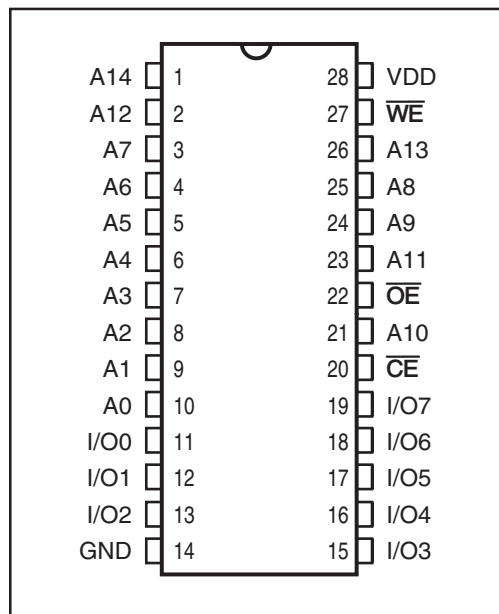 A14 1 28 VDD
A12 2 27 WE
A7 3 26 A13
A6 4 25 A8
A5 5 24 A9
A4 6 23 A11
A3 7 22 OE
A2 8 21 A10
A1 9 20 CE
A0 10 19 I/O7
I/O0 11 18 I/O6
I/O1 12 17 I/O5
I/O2 13 16 I/O4
GND 14 15 I/O3